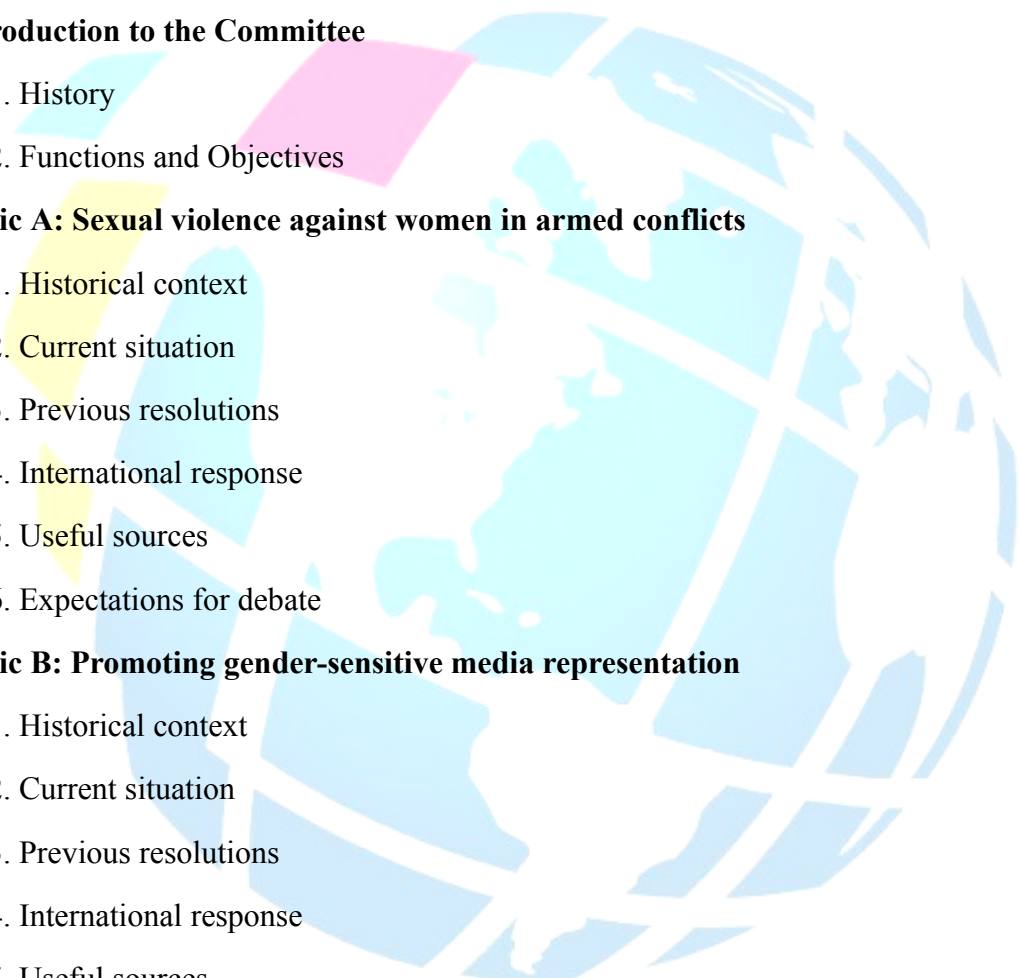 roduction to the Committee
. History
. Functions and Objectives
ic A: Sexual violence against women in armed conflicts
. Historical context
. Current situation
. Previous resolutions
. International response
. Useful sources
. Expectations for debate
ic B: Promoting gender-sensitive media representation
. Historical context
. Current situation
. Previous resolutions
. International response
. Useful sources